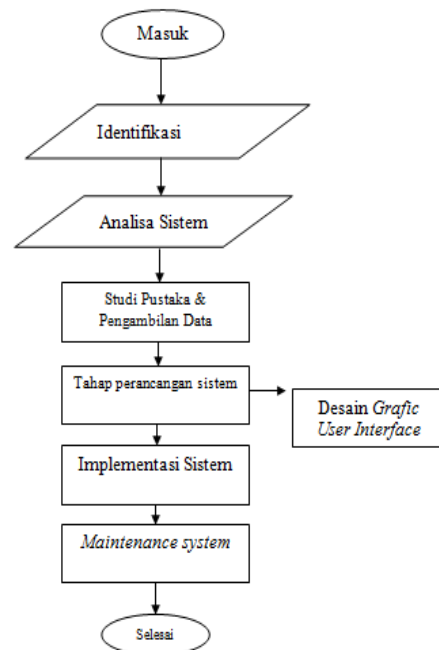 Masuk
Identifikasi
Analisa Sistem
Studi Pustaka &
Pengambilan Data
Tahap perancangan sistem
Desain Grafic
User Interface
Implementasi Sistem
Maintenance system
Selesai